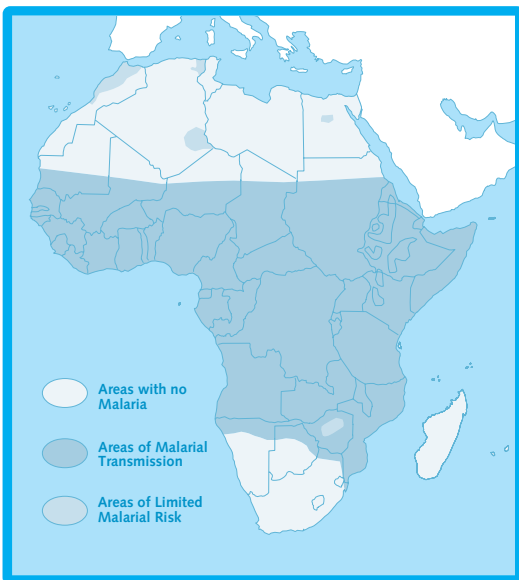 Areas with no
Malaria
Areas of Malarial
Transmission
Areas of Limited
Malarial Risk